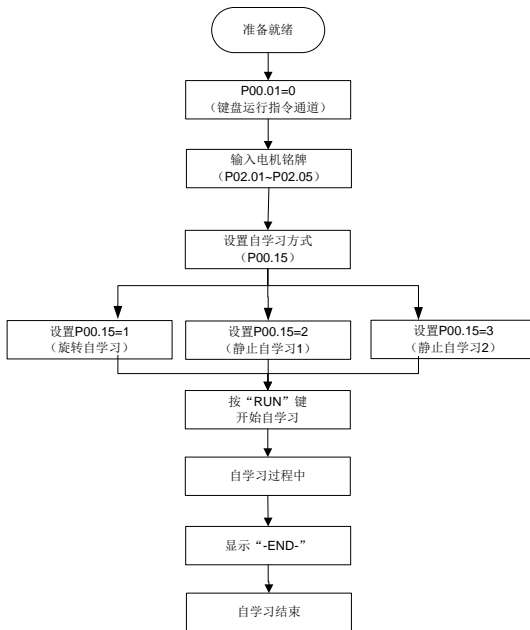 准备就绪
P00.01=0
（键盘运行指令通道）
输入电机铭牌
（P02.01~P02.05）
设置自学习方式
（P00.15）
设置P00.15=1
（旋转自学习）
设置P00.15=2
（静止自学习1）
设置P00.15=3
（静止自学习2）
按“RUN”键
开始自学习
自学习过程中
显示“-END-”
自学习结束